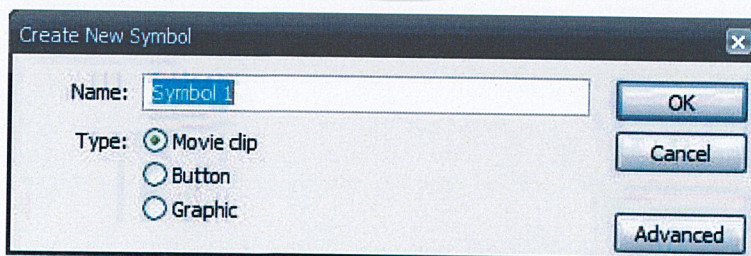 Create New Symbol
Name: Symbol 1
OK
Type: Movie clip
Cancel
Button
Graphic
Advanced